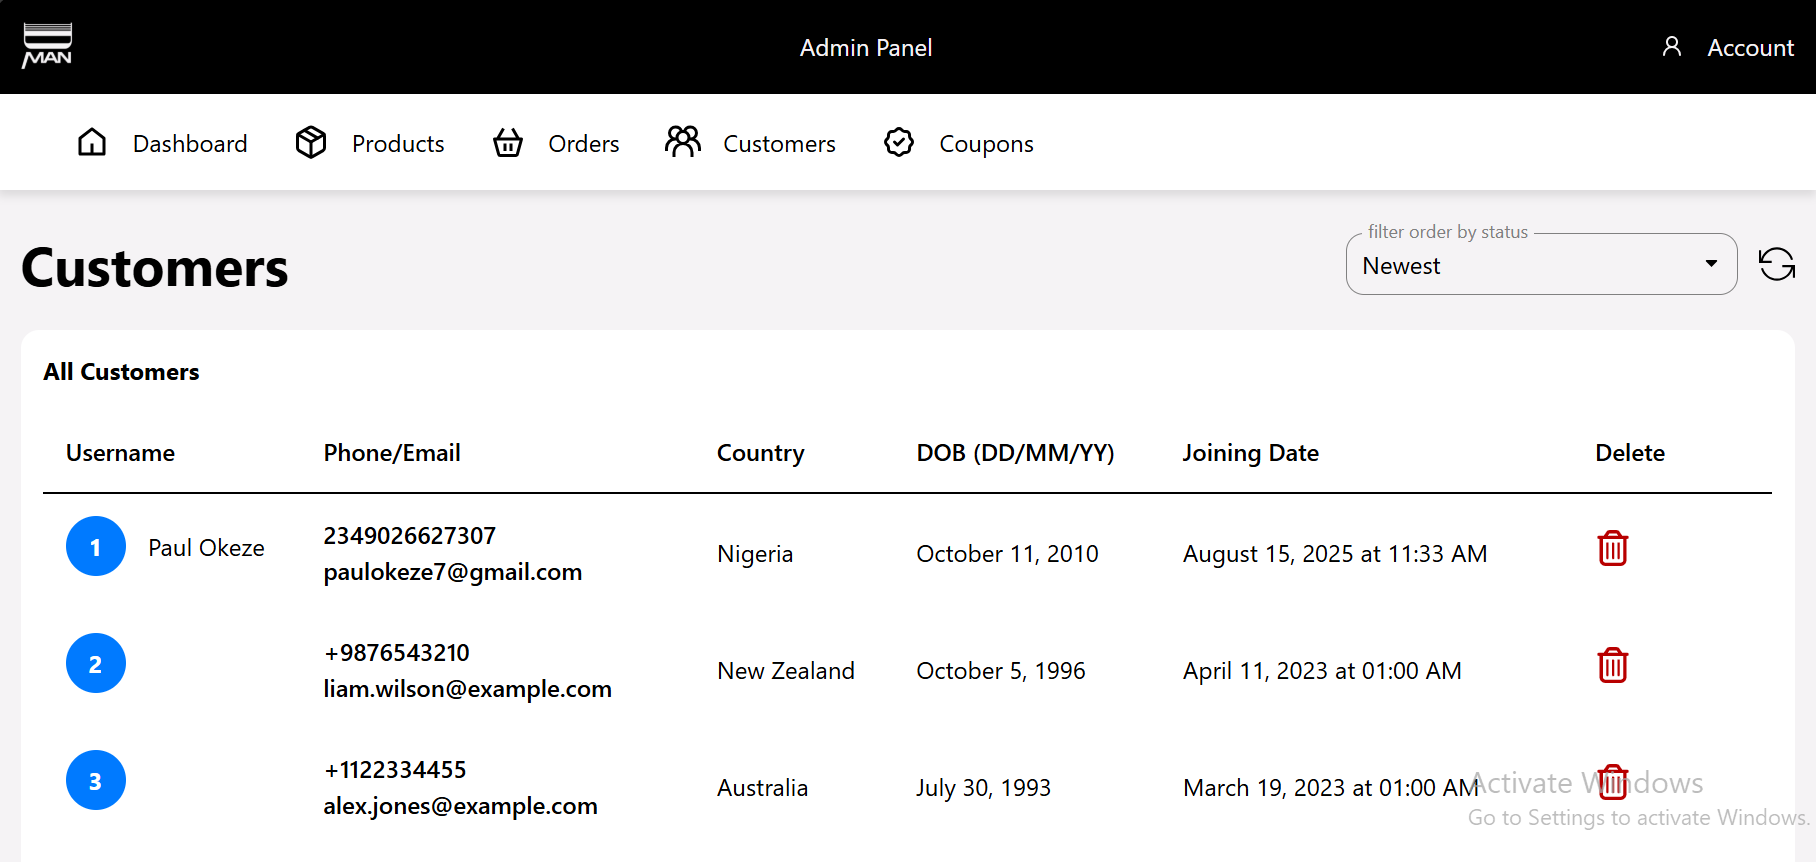 MAN
Admin Panel
Account
Dashboard
Products
Orders
Customers
Coupons
Customers
filter order by status
Newest
All Customers
Username Phone/Email Country DOB (DD/MM/YY) Joining Date Delete
1 Paul Okeze 2349026627307 paulokeze7@gmail.com Nigeria October 11, 2010 August 15, 2025 at 11:33 AM
2 +9876543210 liam.wilson@example.com New Zealand October 5, 1996 April 11, 2023 at 01:00 AM
3 +1122334455 alex.jones@example.com Australia July 30, 1993 March 19, 2023 at 01:00 AM
Activate Windows
Go to Settings to activate Windows.